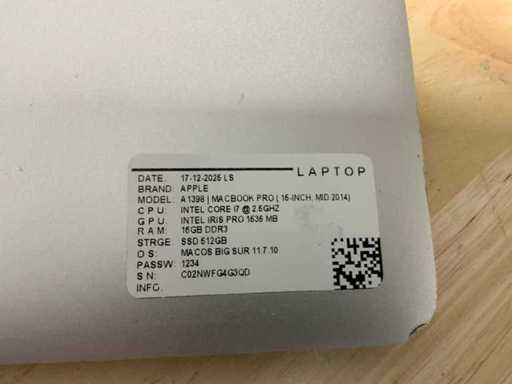 LAPTOP
DATE: 17-12-2025 LS
BRAND: APPLE
MODEL: A1398 | MACBOOK PRO ( 15-INCH, MID 2014)
CPU: INTEL CORE I7 @ 2.5GHZ
GPU: INTEL IRIS PRO 1536 MB
RAM: 16GB DDR3
STRGE: SSD 512GB
OS: MACOS BIG SUR 11.7.10
PASSW: 1234
SN: C02NWFG4G3QD
INFO: